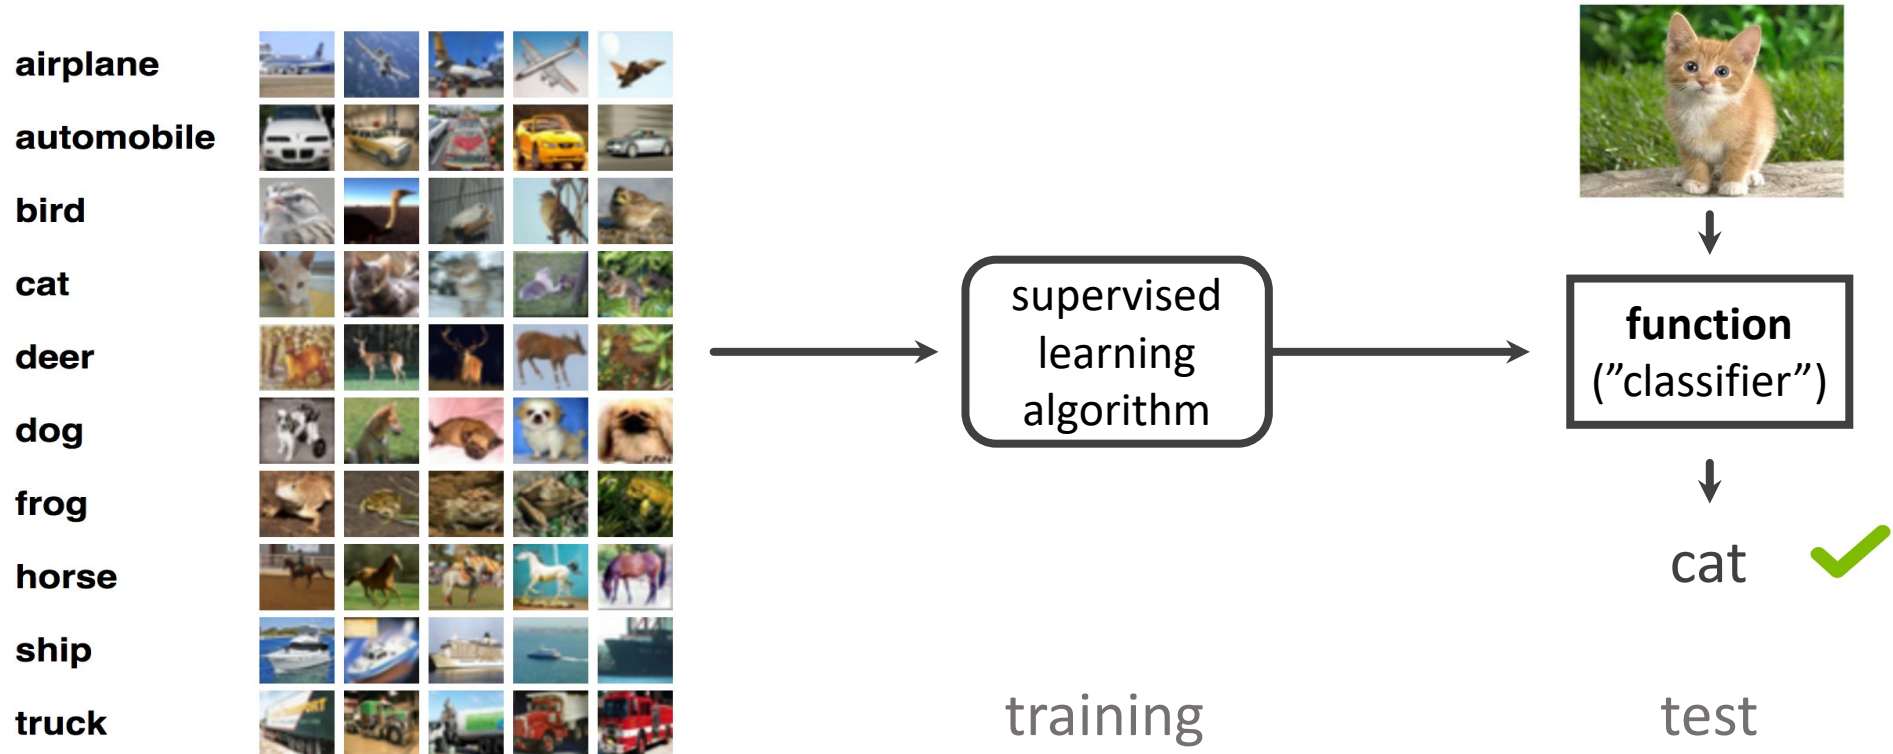 airplane
automobile
bird
cat
deer
dog
frog
horse
ship
truck
supervised
learning
algorithm
training
function
(”classifier”)
cat
test